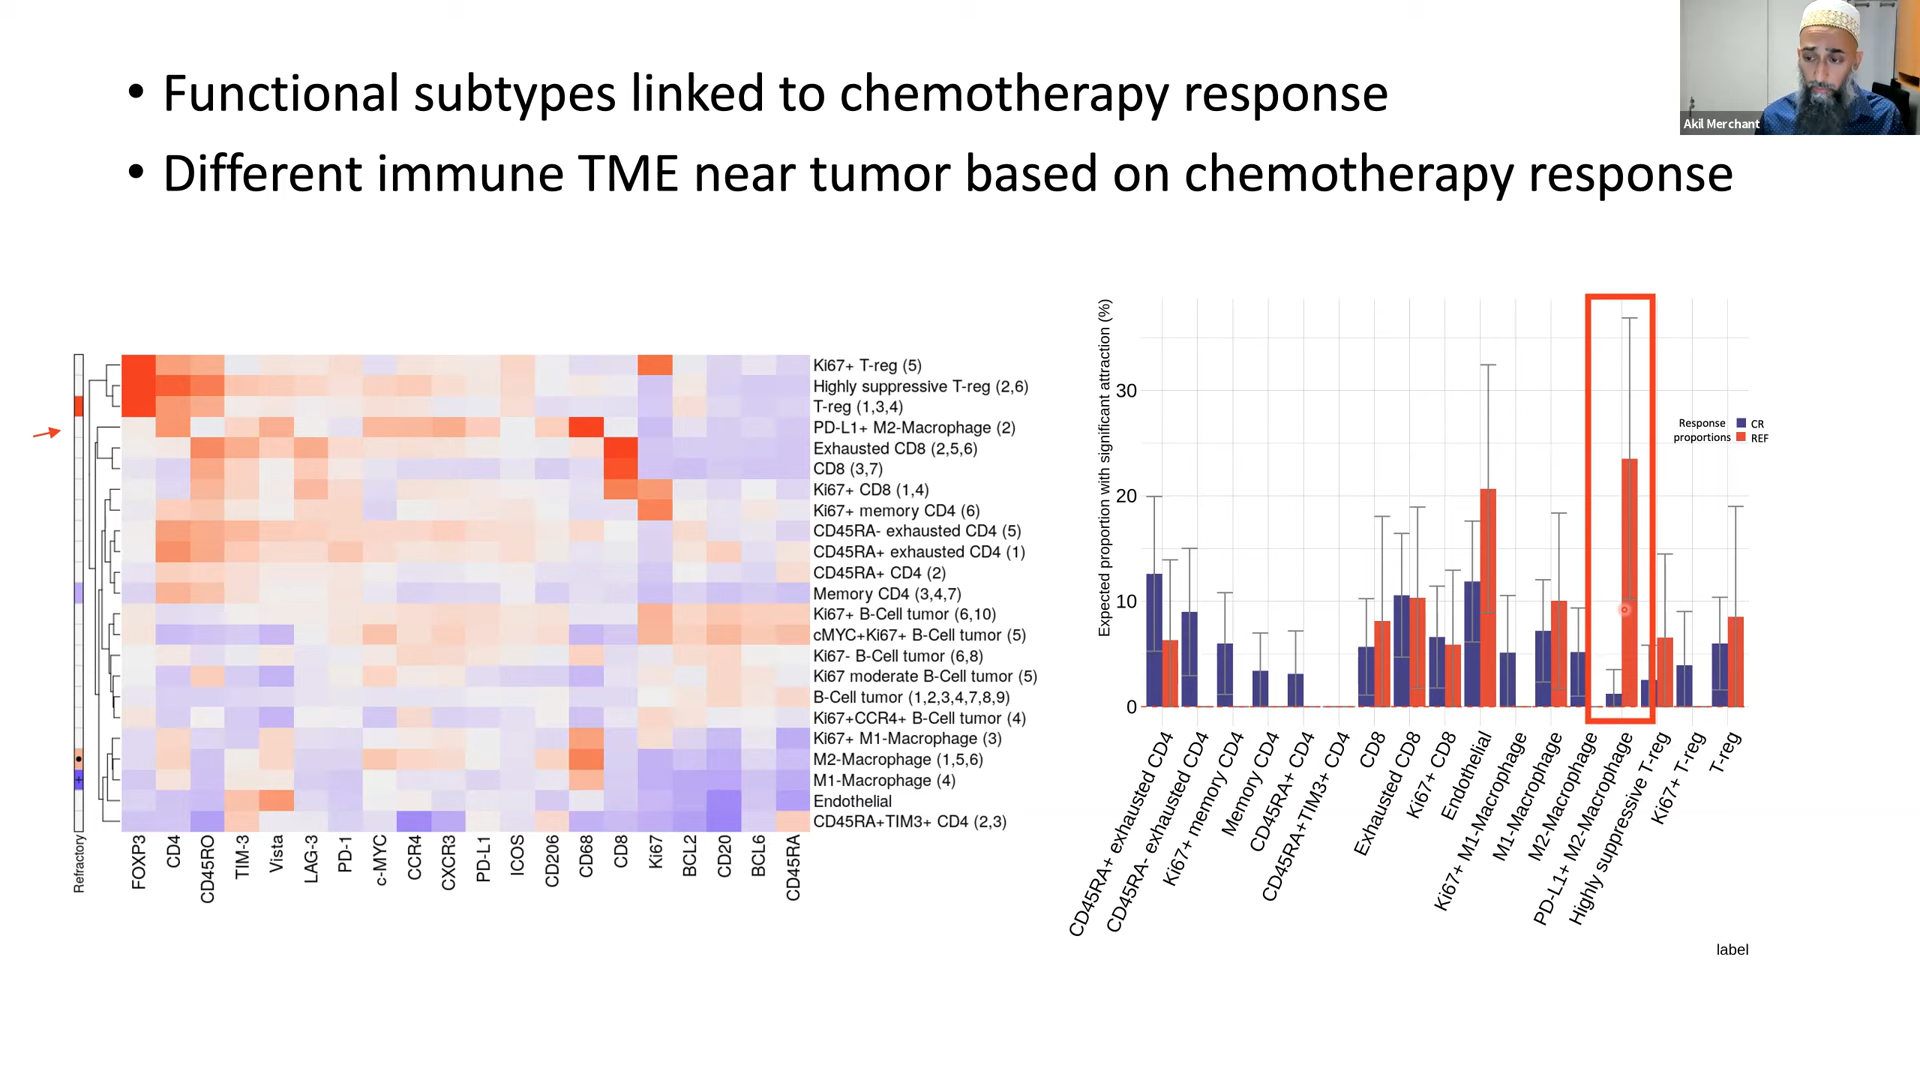 • Functional subtypes linked to chemotherapy response
• Different immune TME near tumor based on chemotherapy response
Akil Merchant
Ki67+ T-reg (5)
Highly suppressive T-reg (2,6)
T-reg (1,3,4)
PD-L1+ M2-Macrophage (2)
Exhausted CD8 (2,5,6)
CD8 (3,7)
Ki67+ CD8 (1,4)
Ki67+ memory CD4 (6)
CD45RA- exhausted CD4 (5)
CD45RA+ exhausted CD4 (1)
CD45RA+ CD4 (2)
Memory CD4 (3,4,7)
Ki67+ B-Cell tumor (6,10)
cMYC+Ki67+ B-Cell tumor (5)
Ki67- B-Cell tumor (6,8)
Ki67 moderate B-Cell tumor (5)
B-Cell tumor (1,2,3,4,7,8,9)
Ki67+CCR4+ B-Cell tumor (4)
Ki67+ M1-Macrophage (3)
M2-Macrophage (1,5,6)
M1-Macrophage (4)
Endothelial
CD45RA+TIM3+ CD4 (2,3)
Refractory
FOXP3
CD4
CD45RO
TIM-3
Vista
LAG-3
PD-1
c-MYC
CCR4
CXCR3
PD-L1
ICOS
CD206
CD68
CD8
Ki67
BCL2
CD20
BCL6
CD45RA
Expected proportion with significant attraction (%)
30
20
10
0
Response
proportions
CR
REF
CD45RA+ exhausted CD4
CD45RA- exhausted CD4
Ki67+ memory CD4
Memory CD4
CD45RA+ CD4
CD45RA+TIM3+ CD4
CD8
Exhausted CD8
Ki67+ CD8
Endothelial
Ki67+ M1-Macrophage
M1-Macrophage
M2-Macrophage
PD-L1+ M2-Macrophage
Highly suppressive T-reg
Ki67+ T-reg
T-reg
label